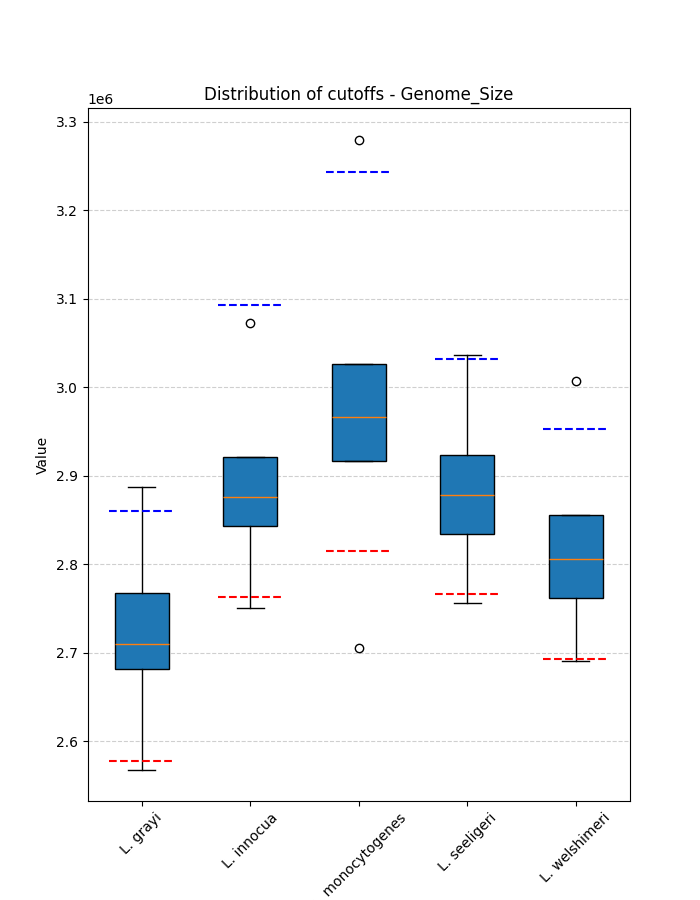 Distribution of cutoffs - Genome_Size
1e6
3.3
3.2
3.1
3.0
2.9
2.8
2.7
2.6
Value
L. grayi
L. innocua
monocytogenes
L. seeligeri
L. welshimeri